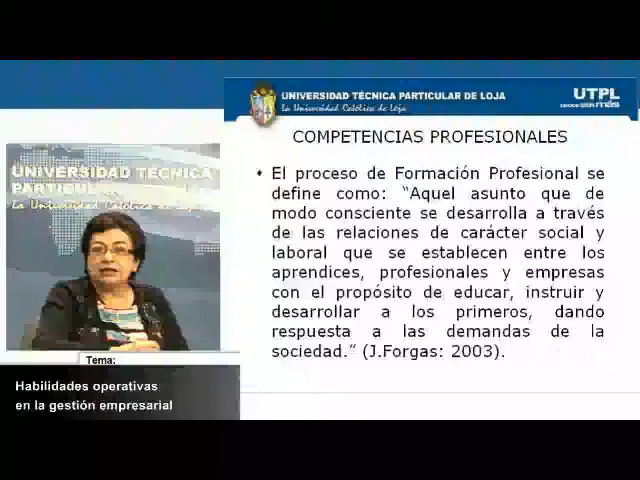 UNIVERSIDAD TÉCNICA PARTICULAR DE LOJA
La Universidad Católica de Loja
UTPL
COMPETENCIAS PROFESIONALES
• El proceso de Formación Profesional se
define como: “Aquel asunto que de
modo consciente se desarrolla a través
de las relaciones de carácter social y
laboral que se establecen entre los
aprendices, profesionales y empresas
con el propósito de educar, instruir y
desarrollar a los primeros, dando
respuesta a las demandas de la
sociedad.” (J.Forgas: 2003).
UNIVERSIDAD TÉCNICA
PARTICULAR
La Universidad Católica de Loja
Tema:
Habilidades operativas
en la gestión empresarial